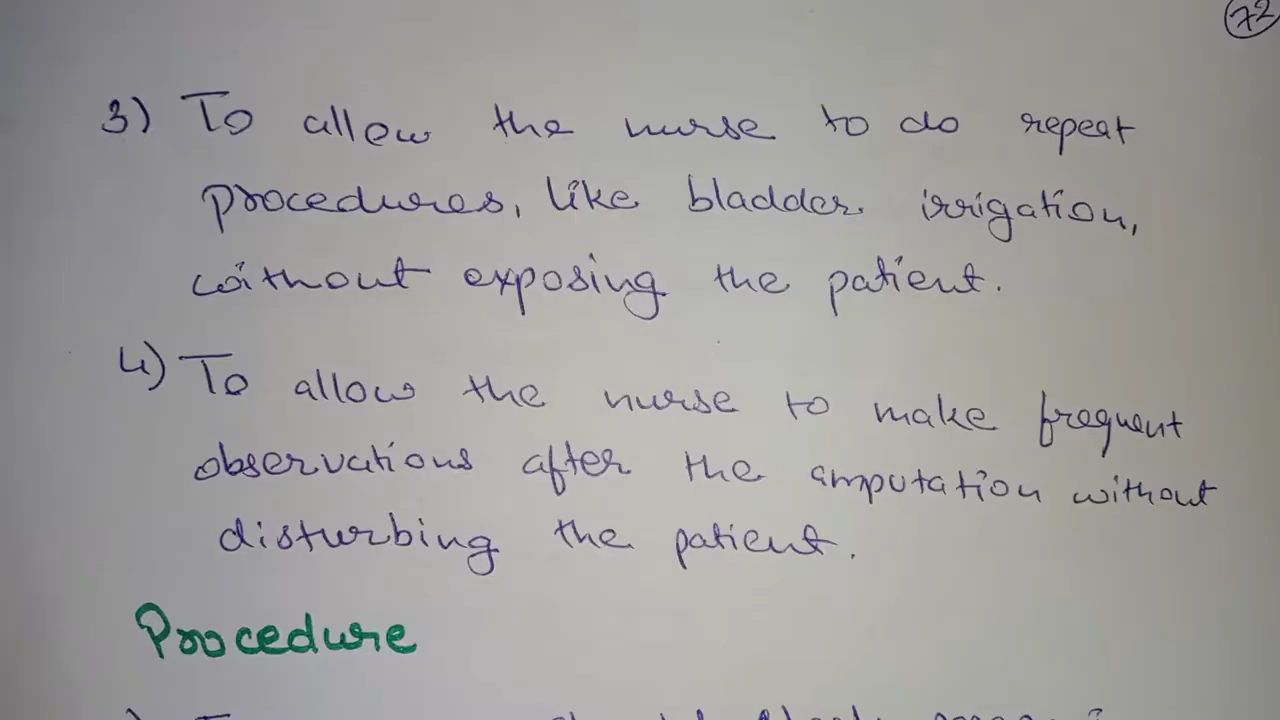 72
3) To allow the nurse to do repeat
procedures, like bladder irrigation,
without exposing the patient.
4) To allow the nurse to make frequent
observations after the amputation without
disturbing the patient.
Procedure